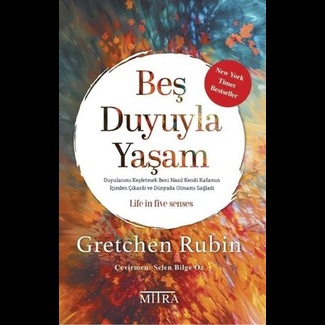 New York
Times
Bestseller
Beş
Duyuyla
Yaşam
Duyularımı Keşfetmek Beni Nasıl Kendi Kafamın
İçinden Çıkardı ve Dünyada Olmamı Sağladı
Life in five senses
Gretchen Rubin
Çevirmen: Selen Bilge Öz
MİTRA